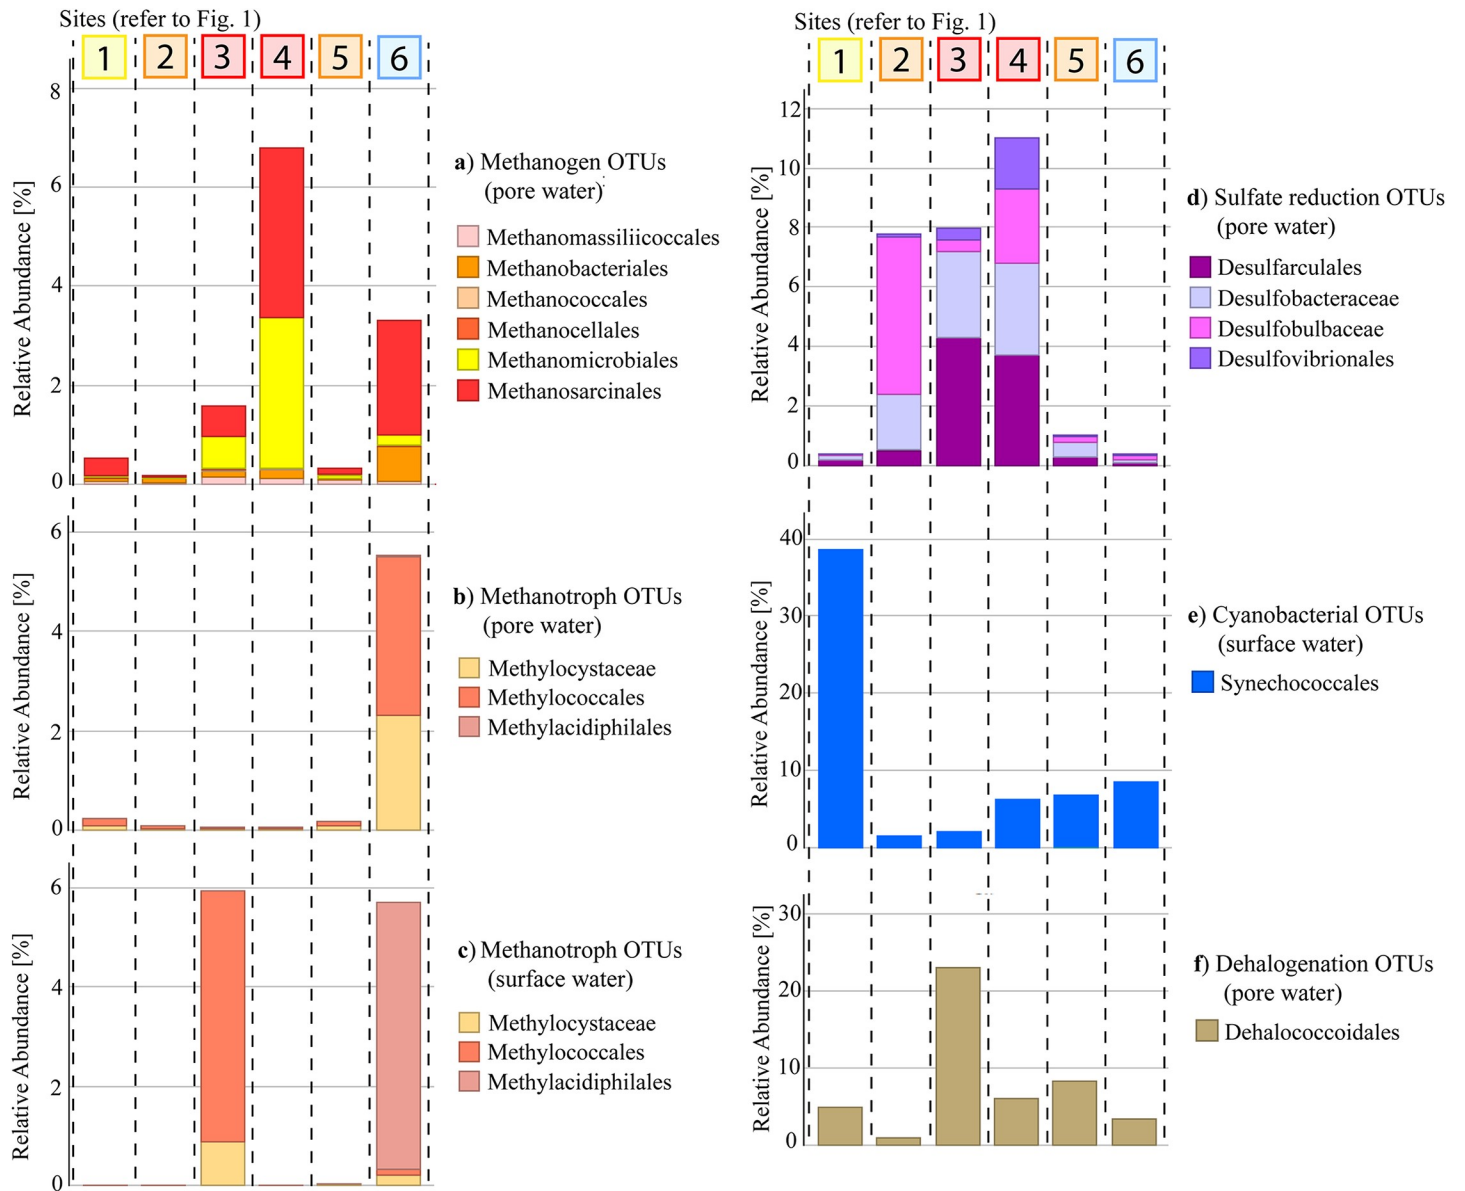 Sites (refer to Fig. 1)
1 2 3 4 5 6
Relative Abundance [%]
8
6
4
2
0
a) Methanogen OTUs
(pore water)
Methanomassiliicoccales
Methanobacteriales
Methanococcales
Methanocellales
Methanomicrobiales
Methanosarcinales
Relative Abundance [%]
6
4
2
0
b) Methanotroph OTUs
(pore water)
Methylocystaceae
Methylococcales
Methylacidiphilales
Relative Abundance [%]
6
4
2
0
c) Methanotroph OTUs
(surface water)
Methylocystaceae
Methylococcales
Methylacidiphilales
Sites (refer to Fig. 1)
1 2 3 4 5 6
Relative Abundance [%]
12
10
8
6
4
2
0
d) Sulfate reduction OTUs
(pore water)
Desulfarculales
Desulfobacteraceae
Desulfobulbaceae
Desulfovibrionales
Relative Abundance [%]
40
30
20
10
0
e) Cyanobacterial OTUs
(surface water)
Synechococcales
Relative Abundance [%]
30
20
10
0
f) Dehalogenation OTUs
(pore water)
Dehalococcoidales